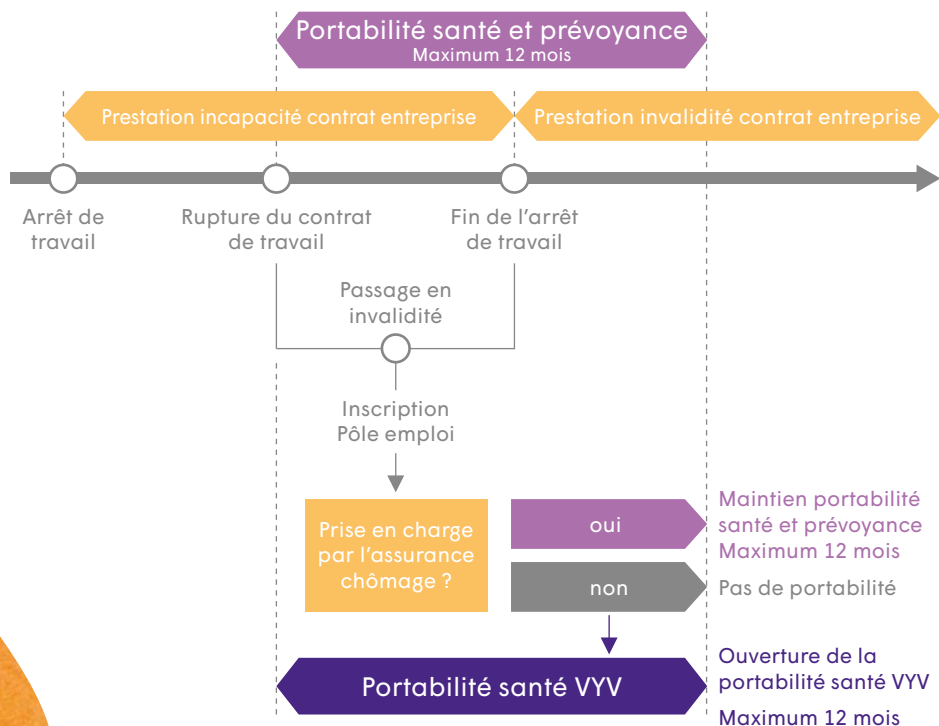 Portabilité santé et prévoyance
Maximum 12 mois
Prestation incapacité contrat entreprise
Prestation invalidité contrat entreprise
Arrêt de
travail
Rupture du contrat
de travail
Fin de l’arrêt
de travail
Passage en
invalidité
Inscription
Pôle emploi
Prise en charge
par l’assurance
chômage ?
oui
Maintien portabilité
santé et prévoyance
Maximum 12 mois
non
Pas de portabilité
Portabilité santé VYV
Ouverture de la
portabilité santé VYV
Maximum 12 mois